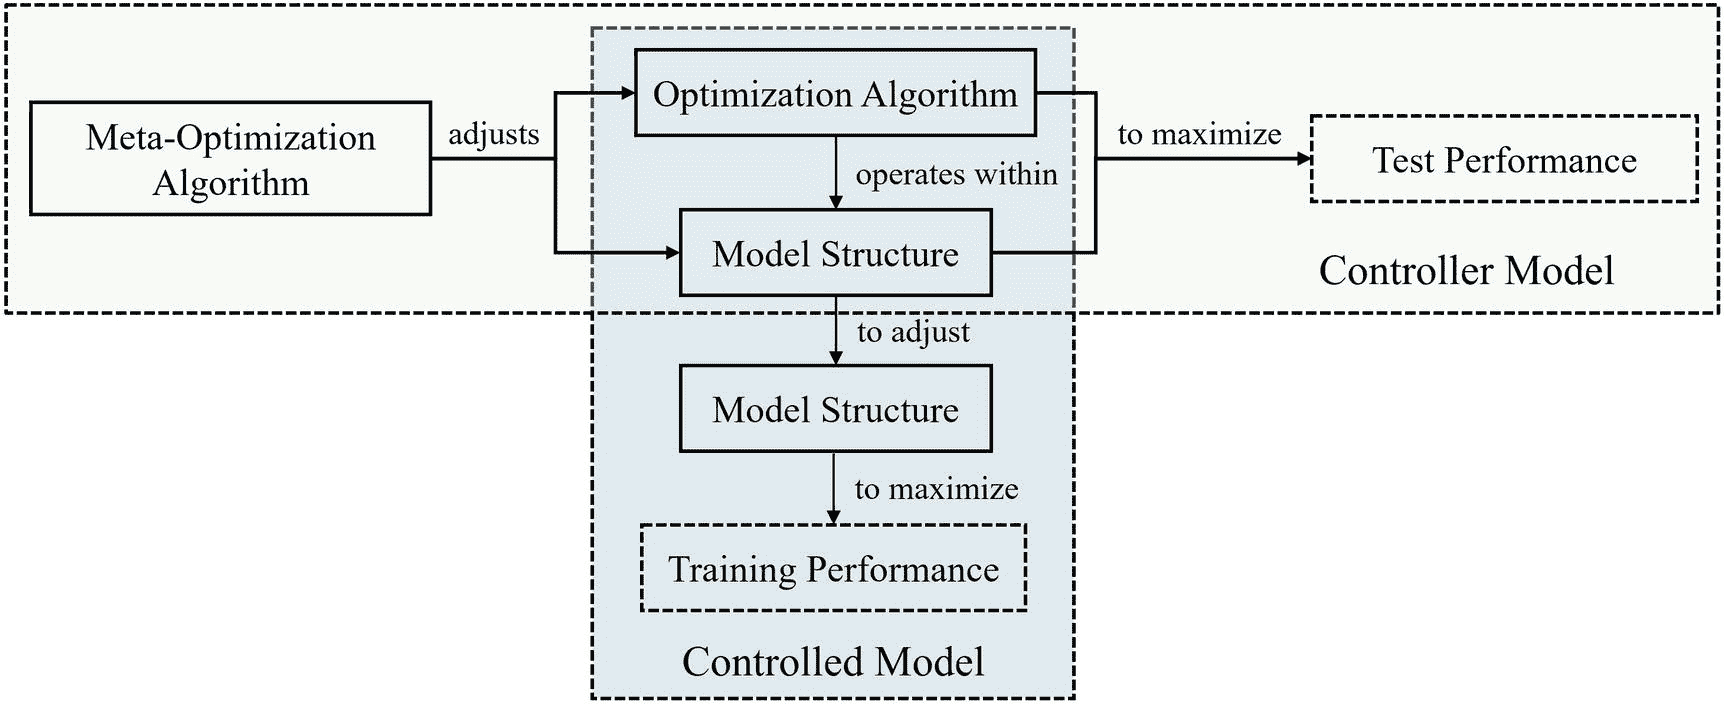 Meta-Optimization
Algorithm
adjusts
Optimization Algorithm
operates within
Model Structure
to maximize
Test Performance
Controller Model
to adjust
Model Structure
to maximize
Training Performance
Controlled Model